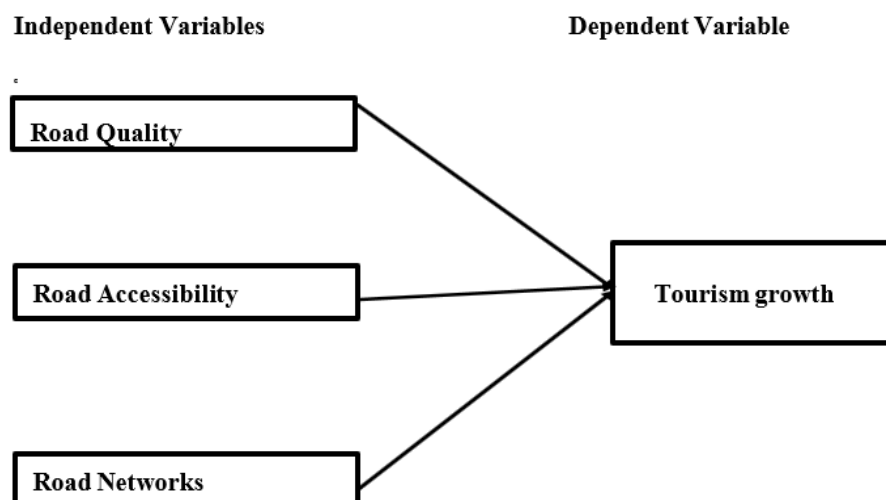 Independent Variables
Dependent Variable
Road Quality
Road Accessibility
Tourism growth
Road Networks